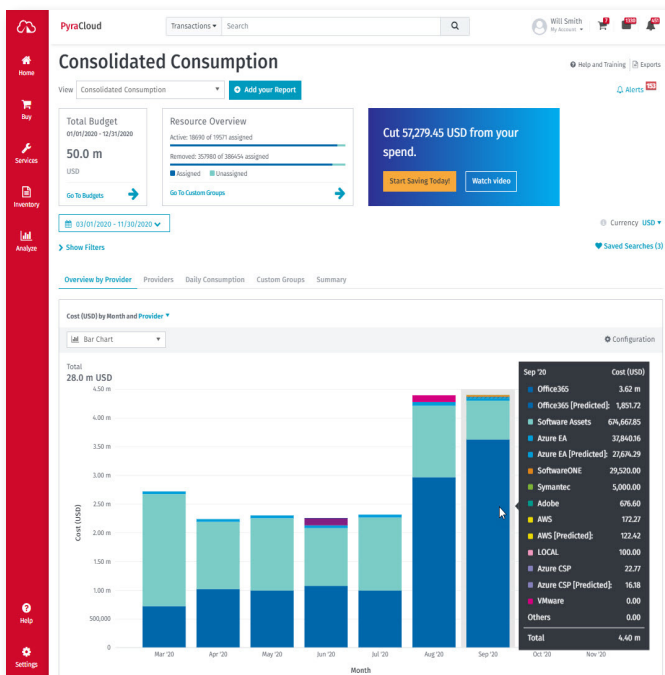 PyraCloud
Transactions
Search
Will Smith
My Account
Home
Buy
Services
Inventory
Analyze
Help
Settings
Consolidated Consumption
Help and Training
Exports
View
Consolidated Consumption
Add your Report
Alerts
Total Budget
01/01/2020 - 12/31/2020
50.0 m
USD
Go To Budgets
Resource Overview
Active: 18690 of 19571 assigned
Removed: 357980 of 386454 assigned
Assigned
Unassigned
Go To Custom Groups
Cut 57,279.45 USD from your
spend.
Start Saving Today!
Watch video
03/01/2020 - 11/30/2020
Currency USD
Show Filters
Saved Searches (3)
Overview by Provider
Providers
Daily Consumption
Custom Groups
Summary
Cost (USD) by Month and Provider
Bar Chart
Configuration
Total
28.0 m USD
4.50 m
4.00 m
3.50 m
3.00 m
2.50 m
2.00 m
1.50 m
1.00 m
500,000
0
Cost (USD)
Mar '20
Apr '20
May '20
Jun '20
Jul '20
Aug '20
Sep '20
Oct '20
Nov '20
Month
Sep '20 Cost (USD)
Office365 3.62 m
Office365 [Predicted]: 1,851.72
Software Assets 674,667.85
Azure EA 37,840.16
Azure EA [Predicted]: 27,674.29
SoftwareONE 29,520.00
Symantec 5,000.00
Adobe 676.60
AWS 172.27
AWS [Predicted]: 122.42
LOCAL 100.00
Azure CSP 22.77
Azure CSP [Predicted]: 16.18
VMware 0.00
Others 0.00
Total 4.40 m